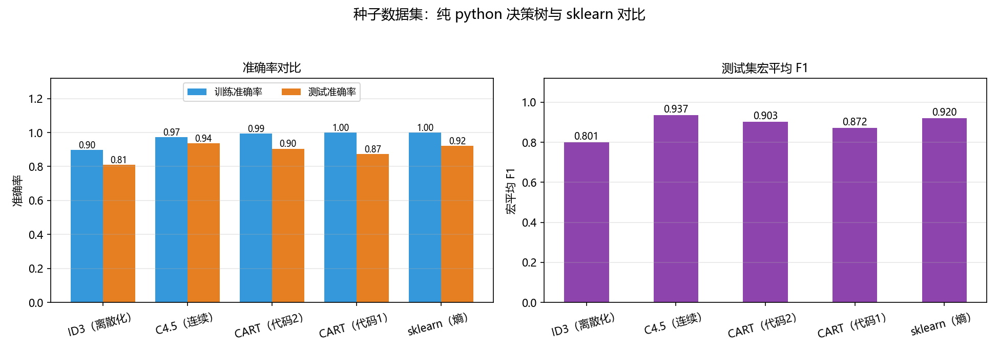 种子数据集：纯 python 决策树与 sklearn 对比
准确率对比
训练准确率 测试准确率
准确率
1.2
1.0
0.8
0.6
0.4
0.2
0.0
0.90
0.81
0.97
0.94
0.99
0.90
1.00
0.87
1.00
0.92
ID3（离散化）
C4.5（连续）
CART（代码2）
CART（代码1）
sklearn（熵）
测试集宏平均 F1
宏平均 F1
1.0
0.8
0.6
0.4
0.2
0.0
0.801
0.937
0.903
0.872
0.920
ID3（离散化）
C4.5（连续）
CART（代码2）
CART（代码1）
sklearn（熵）